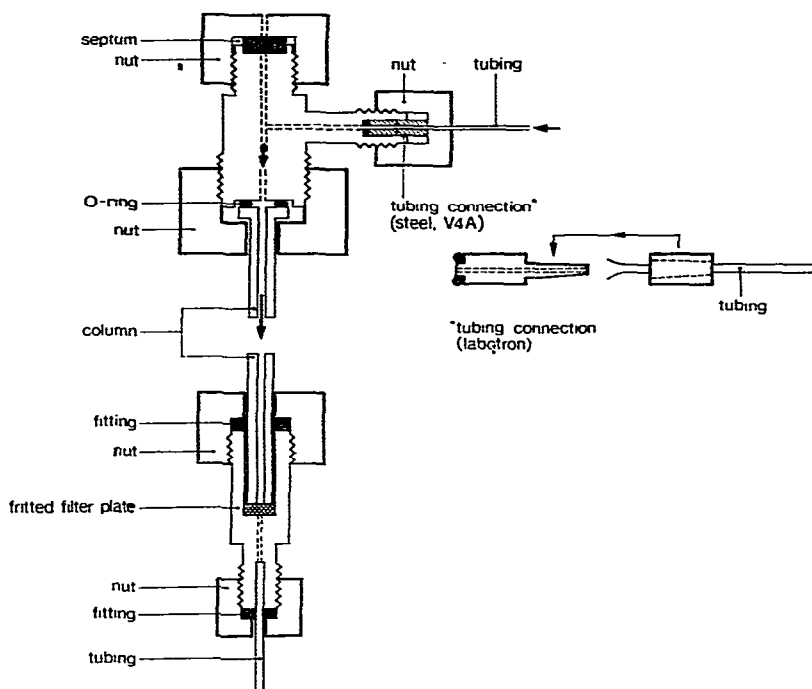 septum
nut
nut
tubing
O-ring
nut
tubing connection*
(steel, V4A)
tubing
*tubing connection
(labotron)
column
fitting
nut
fritted filter plate
nut
fitting
tubing